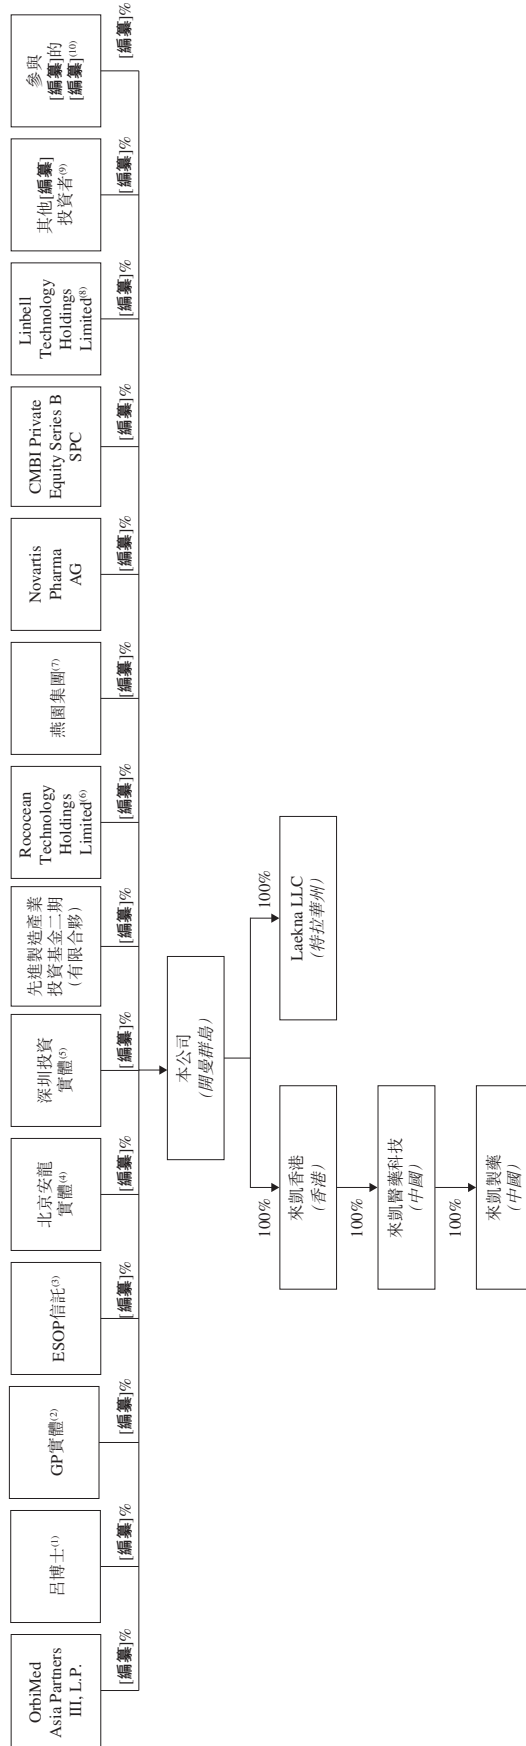 OrbiMed
Asia Partners
III, L.P.
[編纂]%
呂博士(1)
[編纂]%
GP實體(2)
[編纂]%
ESOP信託(3)
[編纂]%
北京安龍
實體(4)
[編纂]%
深圳投資
實體(5)
[編纂]%
先進製造產業
投資基金二期
(有限合夥)
[編纂]%
Rococean
Technology
Holdings
Limited(6)
[編纂]%
燕園集團(7)
[編纂]%
Novartis
Pharma
AG
[編纂]%
CMBI Private
Equity Series B
SPC
[編纂]%
Linbell
Technology
Holdings
Limited(8)
[編纂]%
其他[編纂]
投資者(9)
[編纂]%
參與
[編纂]的
[編纂](10)
[編纂]%
本公司
(開曼群島)
100%
來凱香港
(香港)
100%
Laekna LLC
(特拉華州)
100%
來凱醫藥科技
(中國)
100%
來凱製藥
(中國)